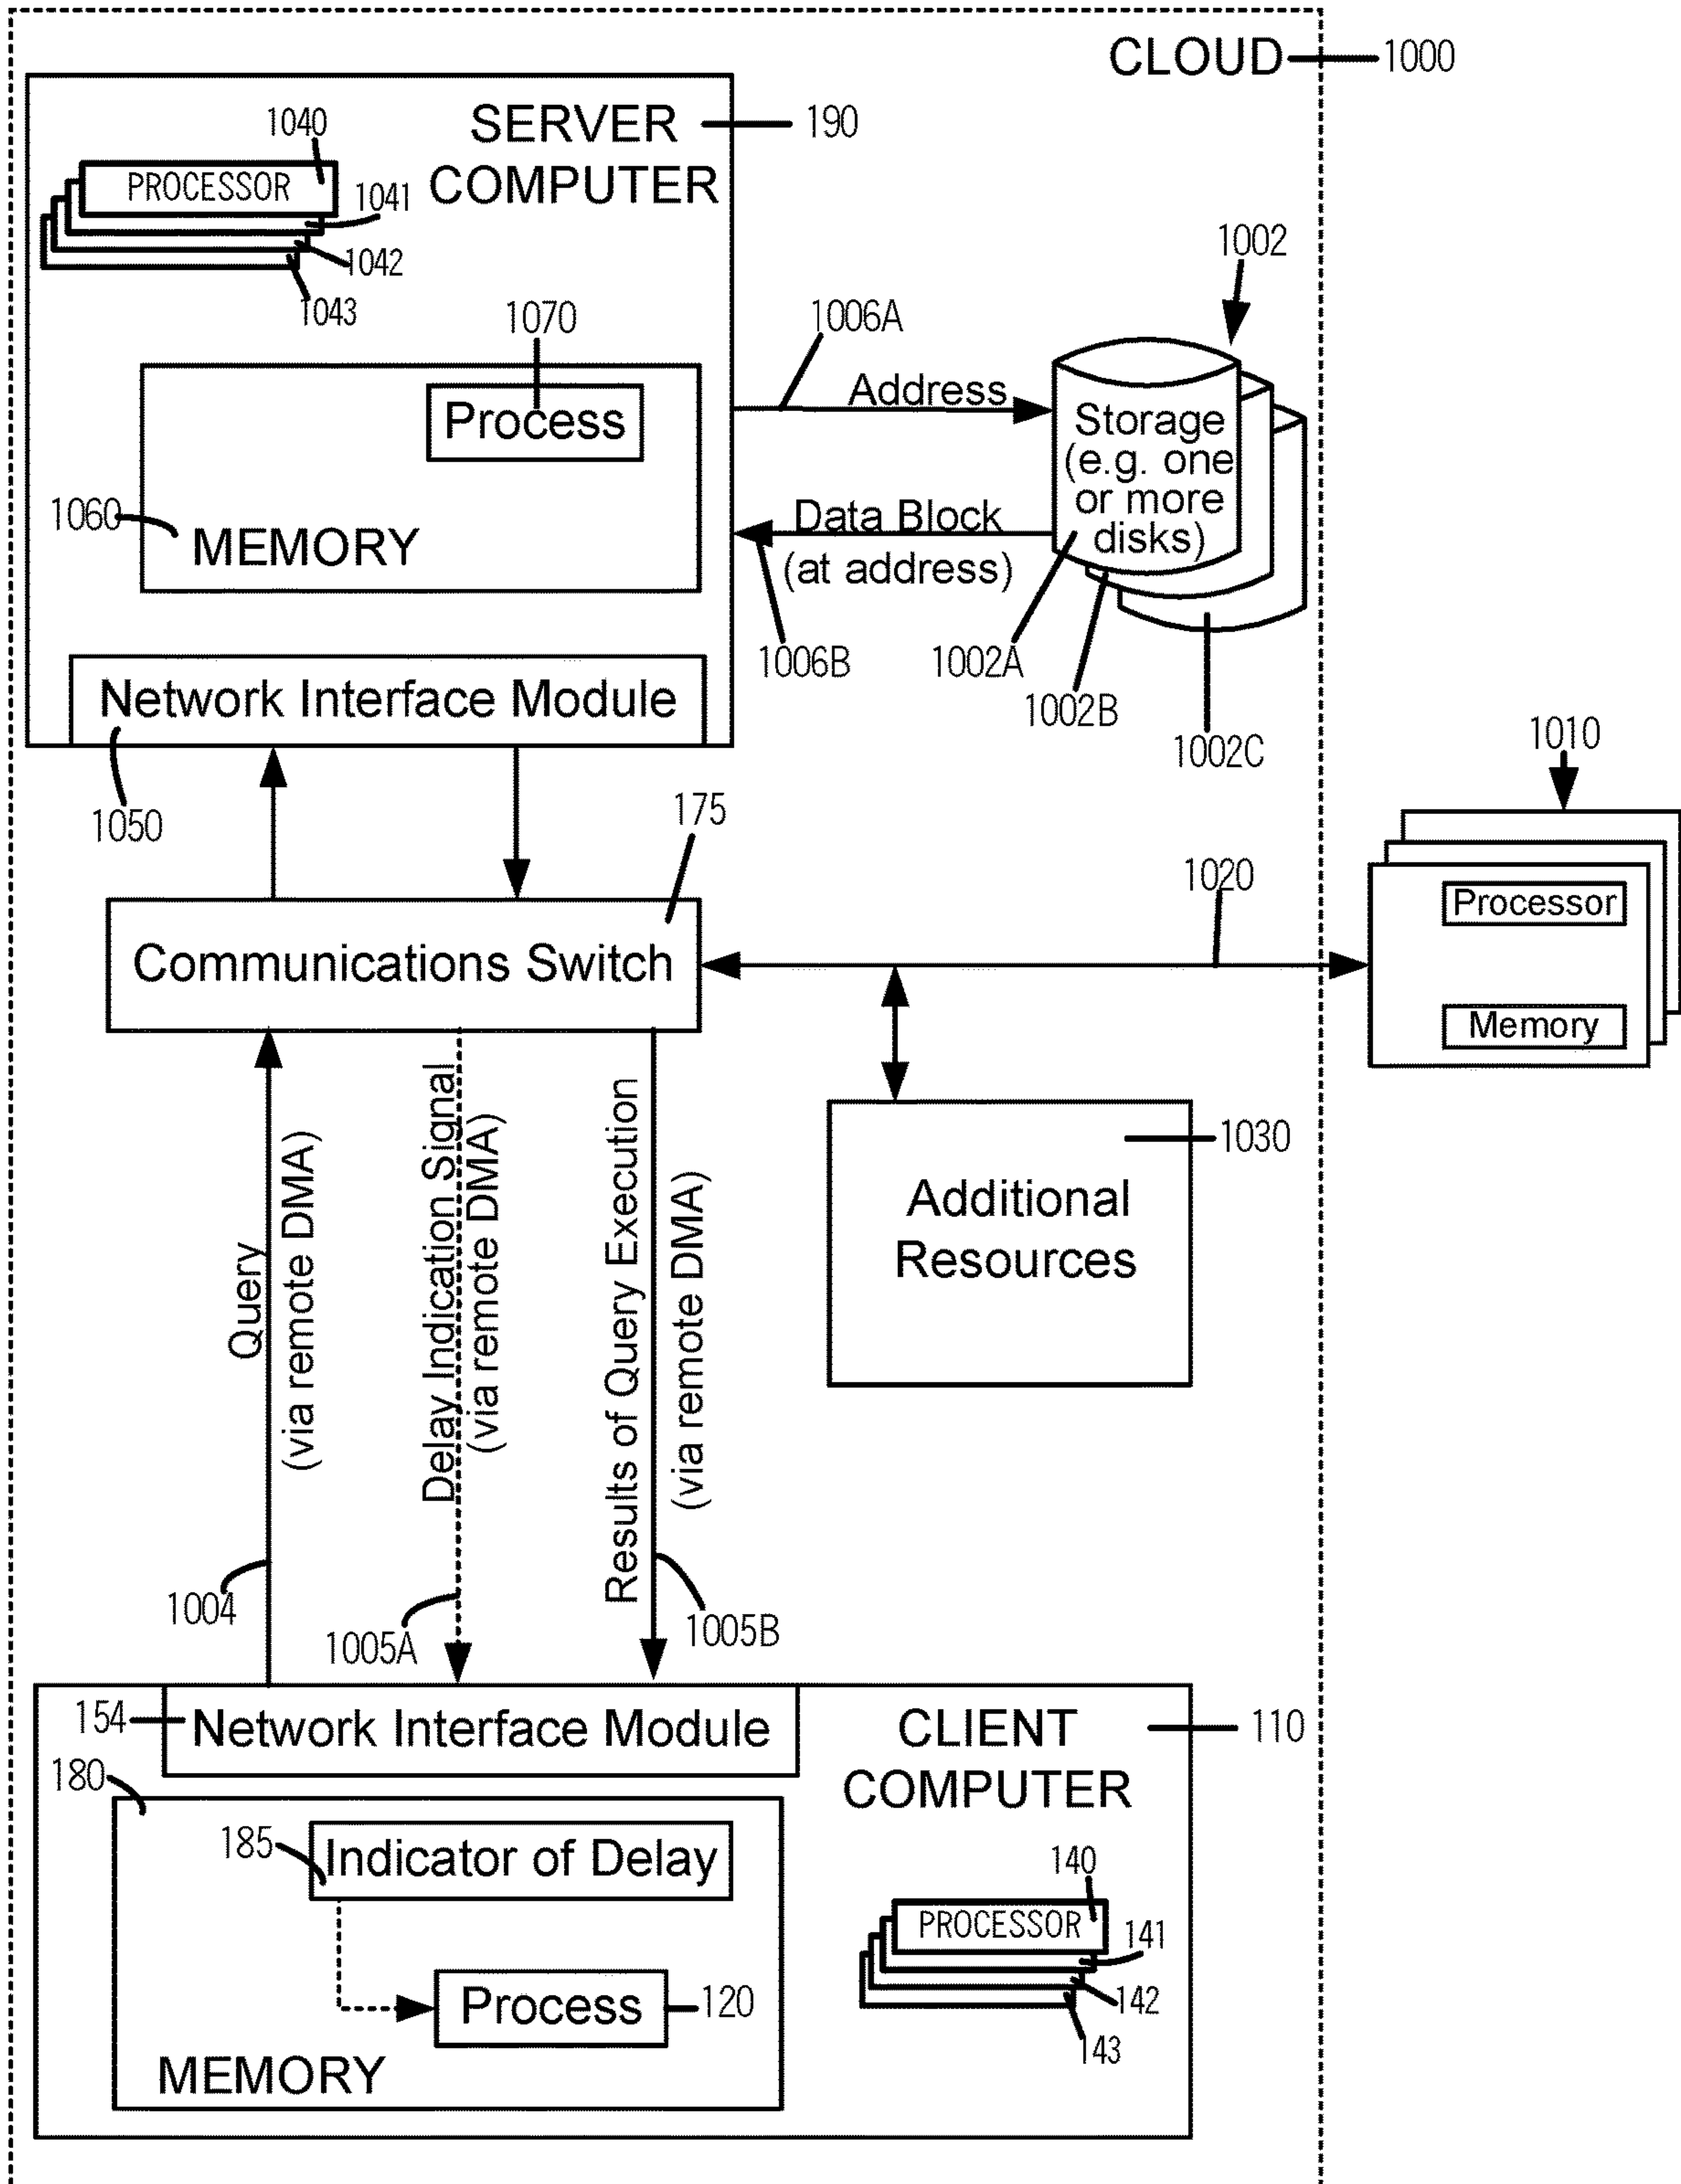 CLOUD
1000
SERVER
COMPUTER
190
1040
PROCESSOR
1041
1042
1043
1002
1070
Process
1006A
Address
Storage
(e.g. one
or more
disks)
1060
MEMORY
Data Block
(at address)
1006B
1002A
1002B
1002C
Network Interface Module
1050
175
1010
Communications Switch
1020
Processor
Memory
1030
Additional
Resources
Query
(via remote DMA)
Delay Indication Signal
(via remote DMA)
Results of Query Execution
(via remote DMA)
1004
1005A
1005B
154
Network Interface Module
CLIENT
COMPUTER
110
180
185
Indicator of Delay
140
PROCESSOR
141
142
143
Process
120
MEMORY